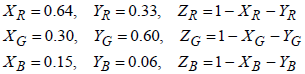 X_R = 0.64, Y_R = 0.33, Z_R = 1 − X_R − Y_R
X_G = 0.30, Y_G = 0.60, Z_G = 1 − X_G − Y_G
X_B = 0.15, Y_B = 0.06, Z_B = 1 − X_B − Y_B